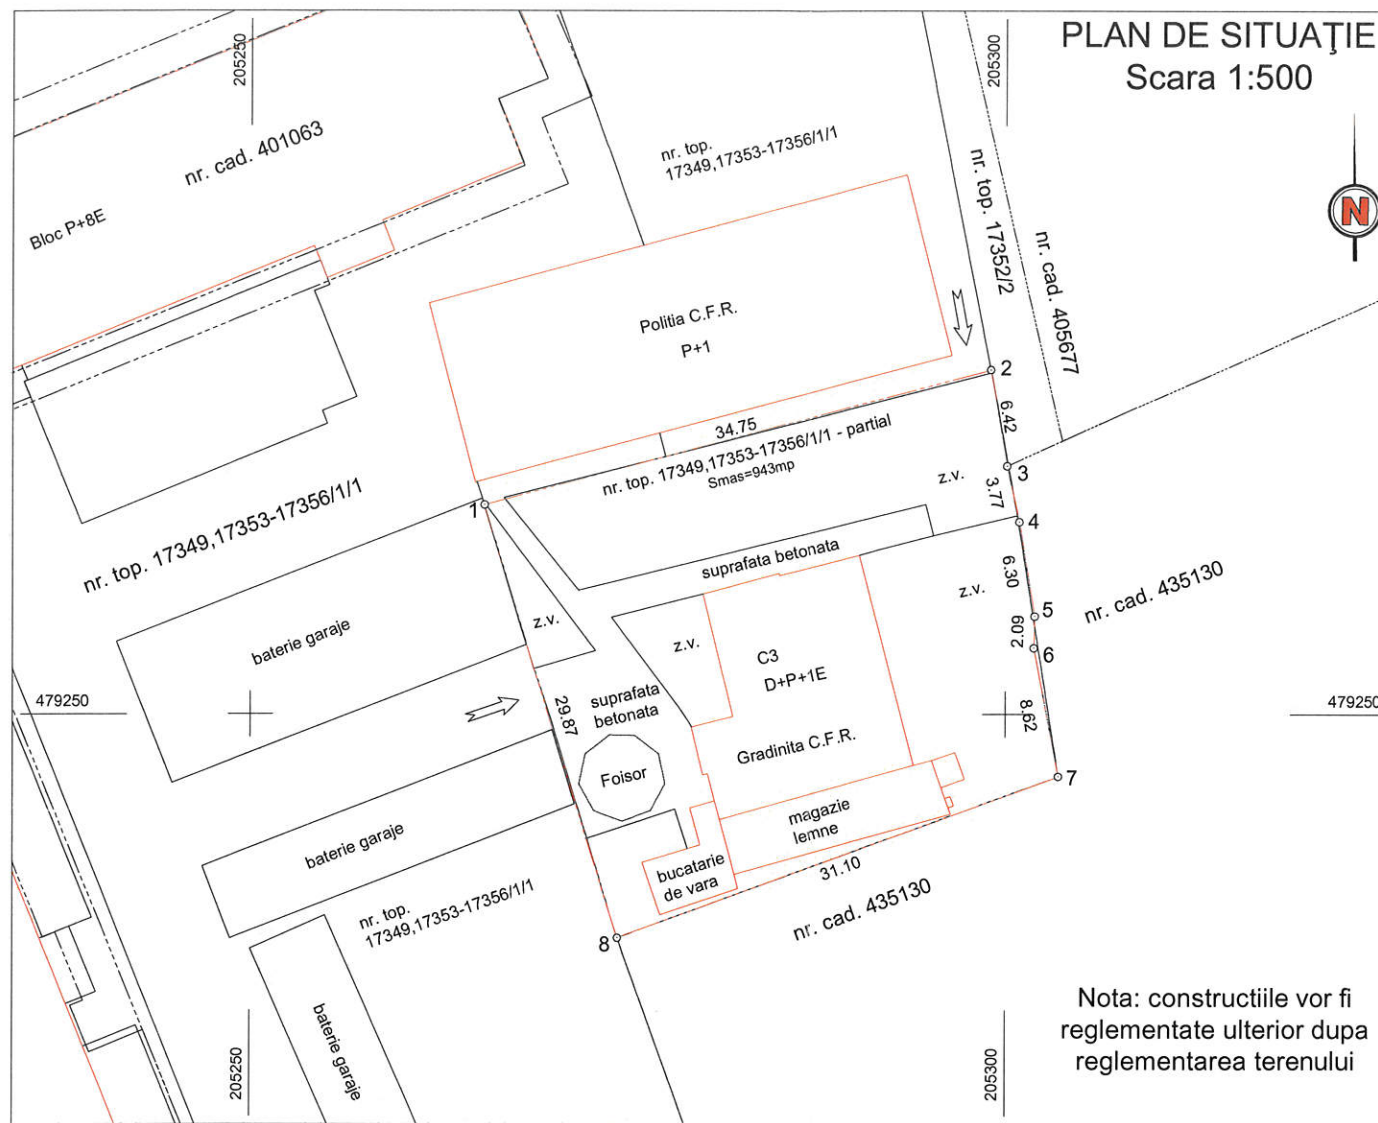 PLAN DE SITUAŢIE
Scara 1:500
205250
205300
nr. cad. 401063
Bloc P+8E
nr. top.
17349,17353-17356/1/1
nr. top. 17352/2
nr. cad. 405677
N
Politia C.F.R.
P+1
2
34.75
6.42
nr. top. 17349,17353-17356/1/1 - partial
Smas=943mp
z.v.
3
3.77
1
4
nr. top. 17349,17353-17356/1/1
suprafata betonata
6.30
z.v.
nr. cad. 435130
5
2.09
6
baterie garaje
z.v.
z.v.
C3
D+P+1E
479250
suprafata
betonata
29.87
8.62
479250
Gradinita C.F.R.
Foisor
7
magazie
lemne
baterie garaje
bucatarie
de vara
31.10
nr. cad. 435130
nr. top.
17349,17353-17356/1/1
8
baterie garaje
Nota: constructiile vor fi
reglementate ulterior dupa
reglementarea terenului
205250
205300